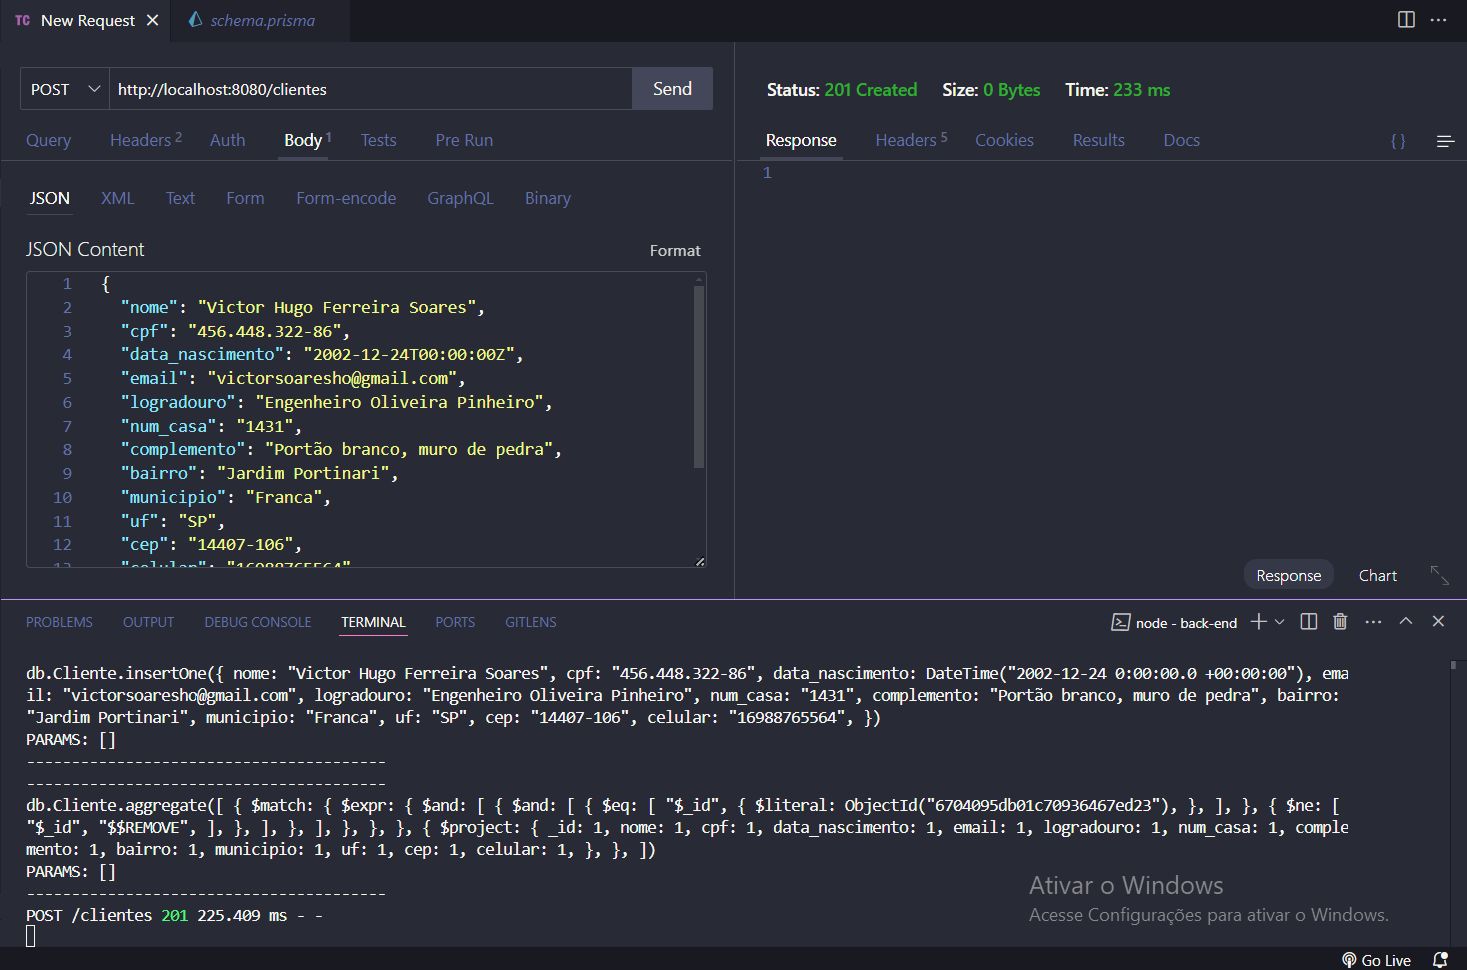 TC New Request
schema.prisma
POST http://localhost:8080/clientes Send
Query Headers 2 Auth Body 1 Tests Pre Run
JSON XML Text Form Form-encode GraphQL Binary
JSON Content Format
1 {
2 "nome": "Victor Hugo Ferreira Soares",
3 "cpf": "456.448.322-86",
4 "data_nascimento": "2002-12-24T00:00:00Z",
5 "email": "victorsoaresho@gmail.com",
6 "logradouro": "Engenheiro Oliveira Pinheiro",
7 "num_casa": "1431",
8 "complemento": "Portão branco, muro de pedra",
9 "bairro": "Jardim Portinari",
10 "municipio": "Franca",
11 "uf": "SP",
12 "cep": "14407-106",
13 "celular": "16988765564"
Status: 201 Created Size: 0 Bytes Time: 233 ms
Response Headers 5 Cookies Results Docs { }
1
Response Chart
PROBLEMS OUTPUT DEBUG CONSOLE TERMINAL PORTS GITLENS node - back-end
db.Cliente.insertOne({ nome: "Victor Hugo Ferreira Soares", cpf: "456.448.322-86", data_nascimento: DateTime("2002-12-24 0:00:00.0 +00:00:00"), ema
il: "victorsoaresho@gmail.com", logradouro: "Engenheiro Oliveira Pinheiro", num_casa: "1431", complemento: "Portão branco, muro de pedra", bairro:
"Jardim Portinari", municipio: "Franca", uf: "SP", cep: "14407-106", celular: "16988765564", })
PARAMS: []
----------------------------------------
----------------------------------------
db.Cliente.aggregate([ { $match: { $expr: { $and: [ { $and: [ { $eq: [ "$_id", { $literal: ObjectId("6704095db01c70936467ed23"), }, ], }, { $ne: [
"$_id", "$$REMOVE", ], }, ], }, ], }, }, }, { $project: { _id: 1, nome: 1, cpf: 1, data_nascimento: 1, email: 1, logradouro: 1, num_casa: 1, comple
mento: 1, bairro: 1, municipio: 1, uf: 1, cep: 1, celular: 1, }, }, ])
PARAMS: []
----------------------------------------
POST /clientes 201 225.409 ms - -
Ativar o Windows
Acesse Configurações para ativar o Windows.
Go Live